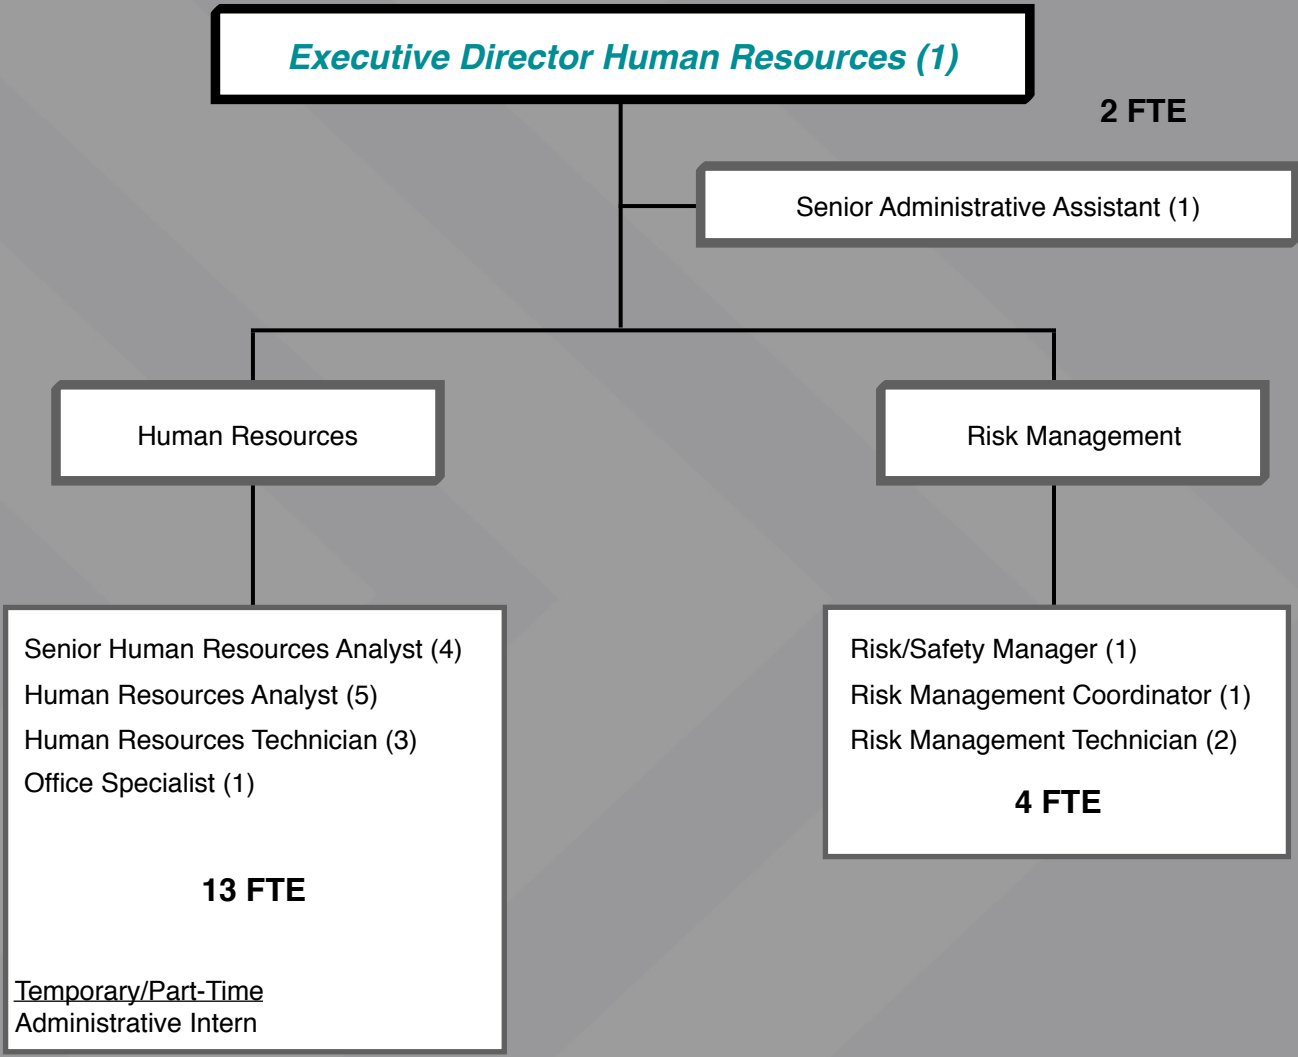 Executive Director Human Resources (1)
2 FTE
Senior Administrative Assistant (1)
Human Resources
Risk Management
Senior Human Resources Analyst (4)
Human Resources Analyst (5)
Human Resources Technician (3)
Office Specialist (1)
13 FTE
Temporary/Part-Time
Administrative Intern
Risk/Safety Manager (1)
Risk Management Coordinator (1)
Risk Management Technician (2)
4 FTE